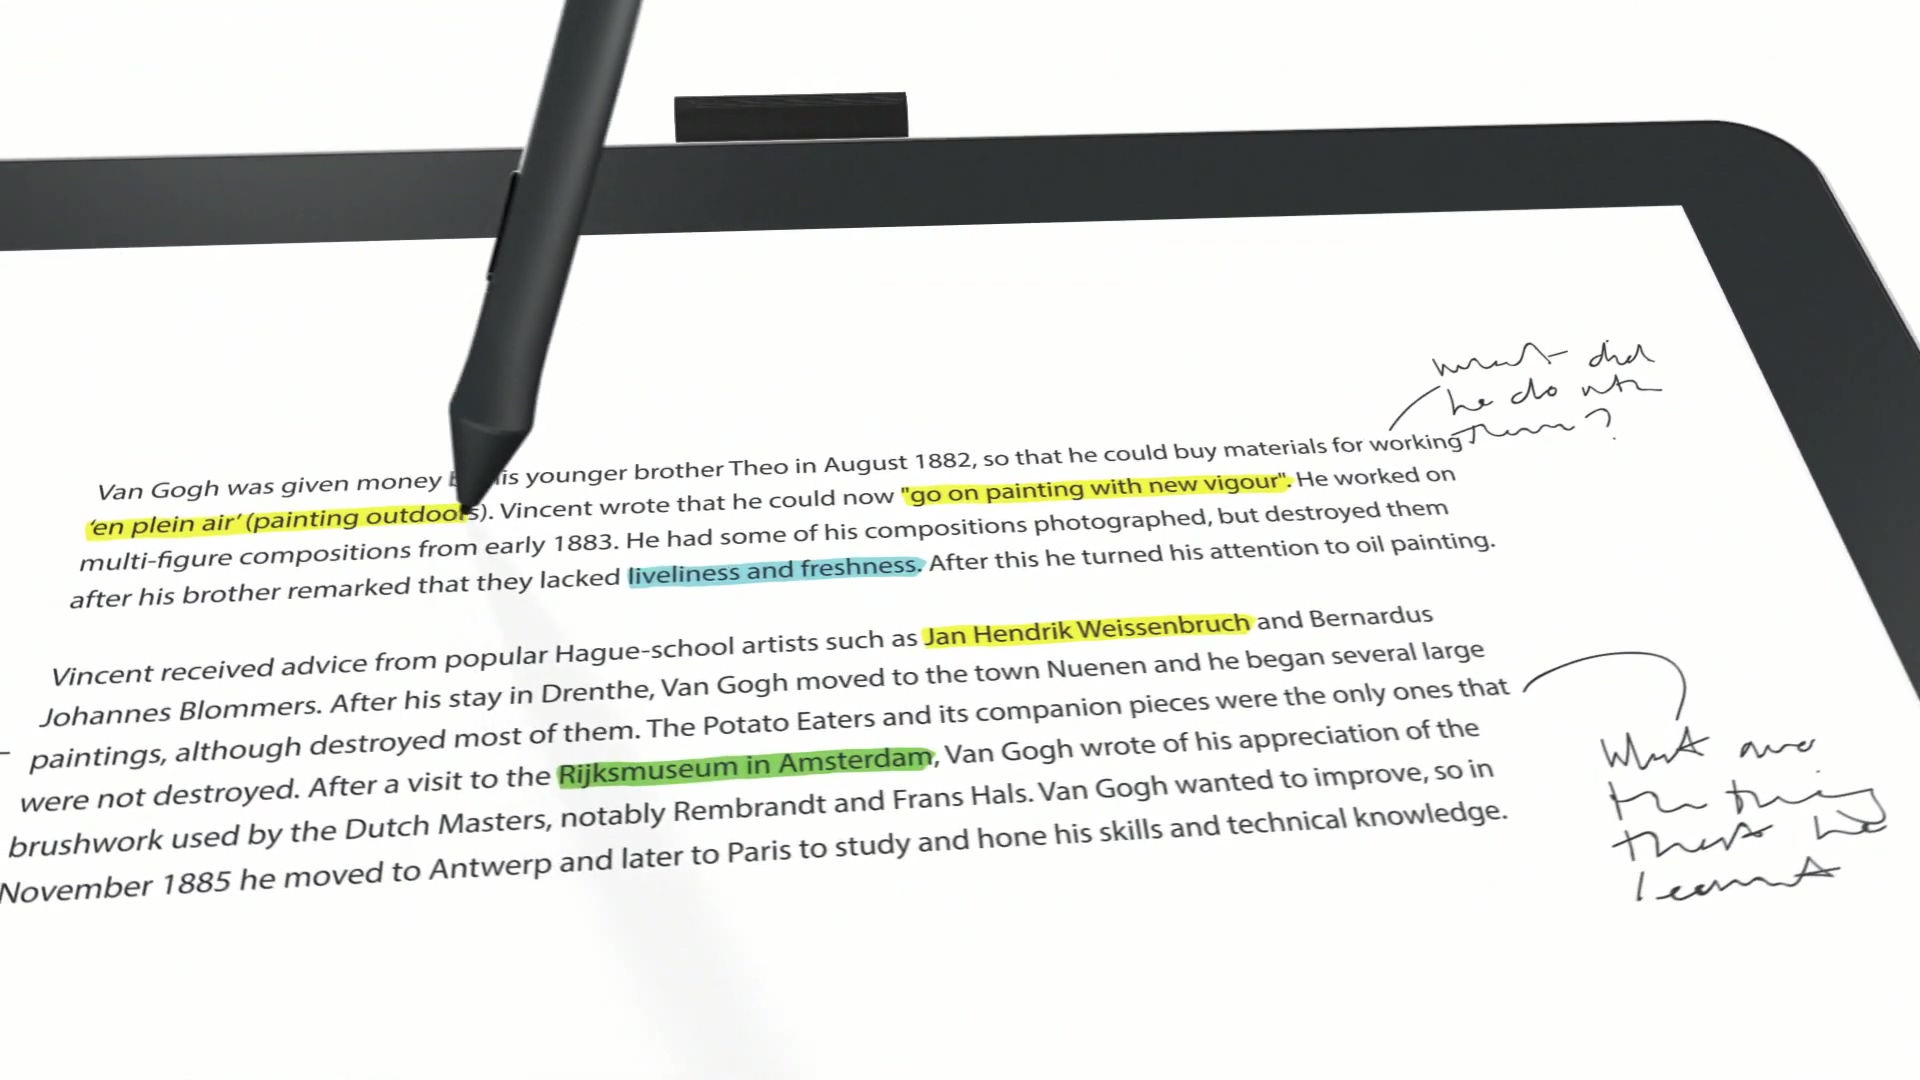 what did
he do with
them?
Van Gogh was given money by his younger brother Theo in August 1882, so that he could buy materials for working
'en plein air' (painting outdoors). Vincent wrote that he could now "go on painting with new vigour". He worked on
multi-figure compositions from early 1883. He had some of his compositions photographed, but destroyed them
after his brother remarked that they lacked liveliness and freshness. After this he turned his attention to oil painting.
Vincent received advice from popular Hague-school artists such as Jan Hendrik Weissenbruch and Bernardus
Johannes Blommers. After his stay in Drenthe, Van Gogh moved to the town Nuenen and he began several large
paintings, although destroyed most of them. The Potato Eaters and its companion pieces were the only ones that
were not destroyed. After a visit to the Rijksmuseum in Amsterdam, Van Gogh wrote of his appreciation of the
brushwork used by the Dutch Masters, notably Rembrandt and Frans Hals. Van Gogh wanted to improve, so in
November 1885 he moved to Antwerp and later to Paris to study and hone his skills and technical knowledge.
What are
the things
that he
learnt